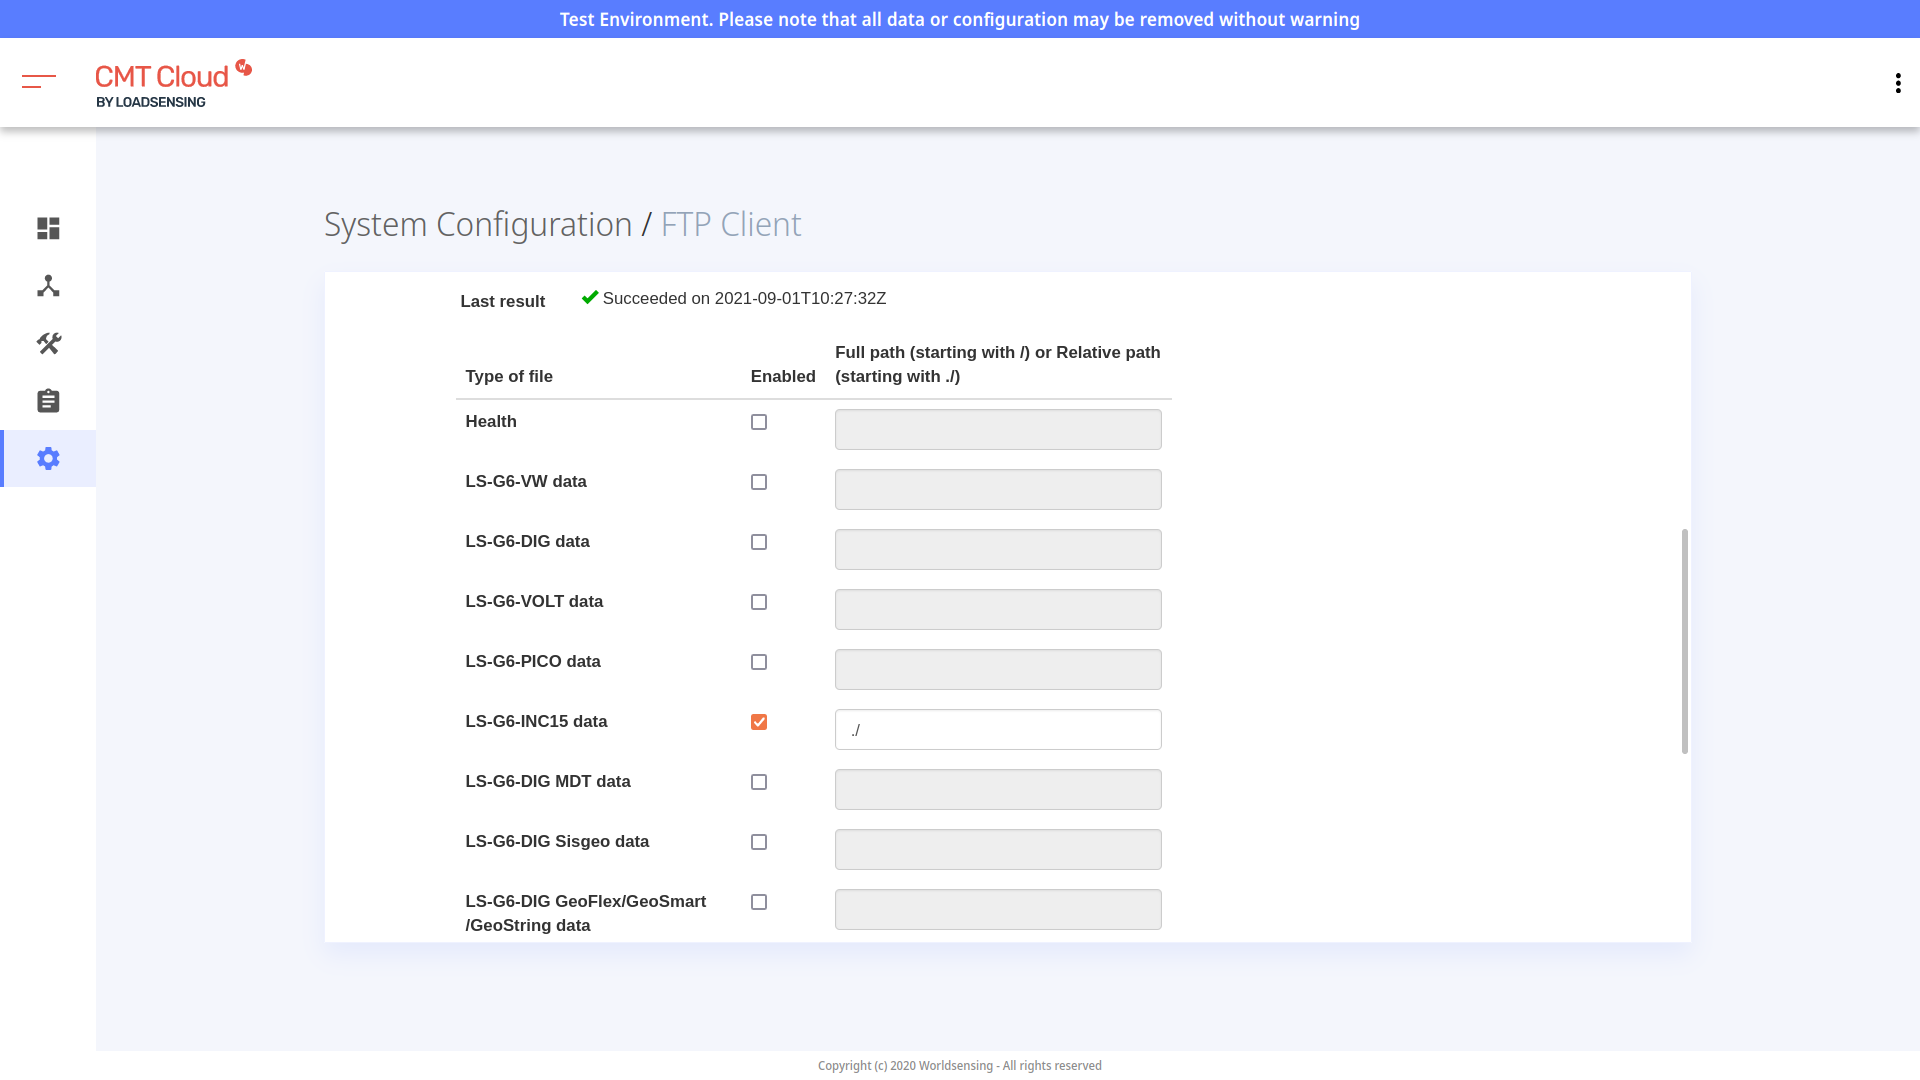 Test Environment. Please note that all data or configuration may be removed without warning
CMT Cloud
W
BY LOADSENSING
System Configuration / FTP Client
Last result
Succeeded on 2021-09-01T10:27:32Z
Full path (starting with /) or Relative path
Type of file Enabled (starting with ./)
Health
LS-G6-VW data
LS-G6-DIG data
LS-G6-VOLT data
LS-G6-PICO data
LS-G6-INC15 data
./
LS-G6-DIG MDT data
LS-G6-DIG Sisgeo data
LS-G6-DIG GeoFlex/GeoSmart
/GeoString data
Copyright (c) 2020 Worldsensing - All rights reserved